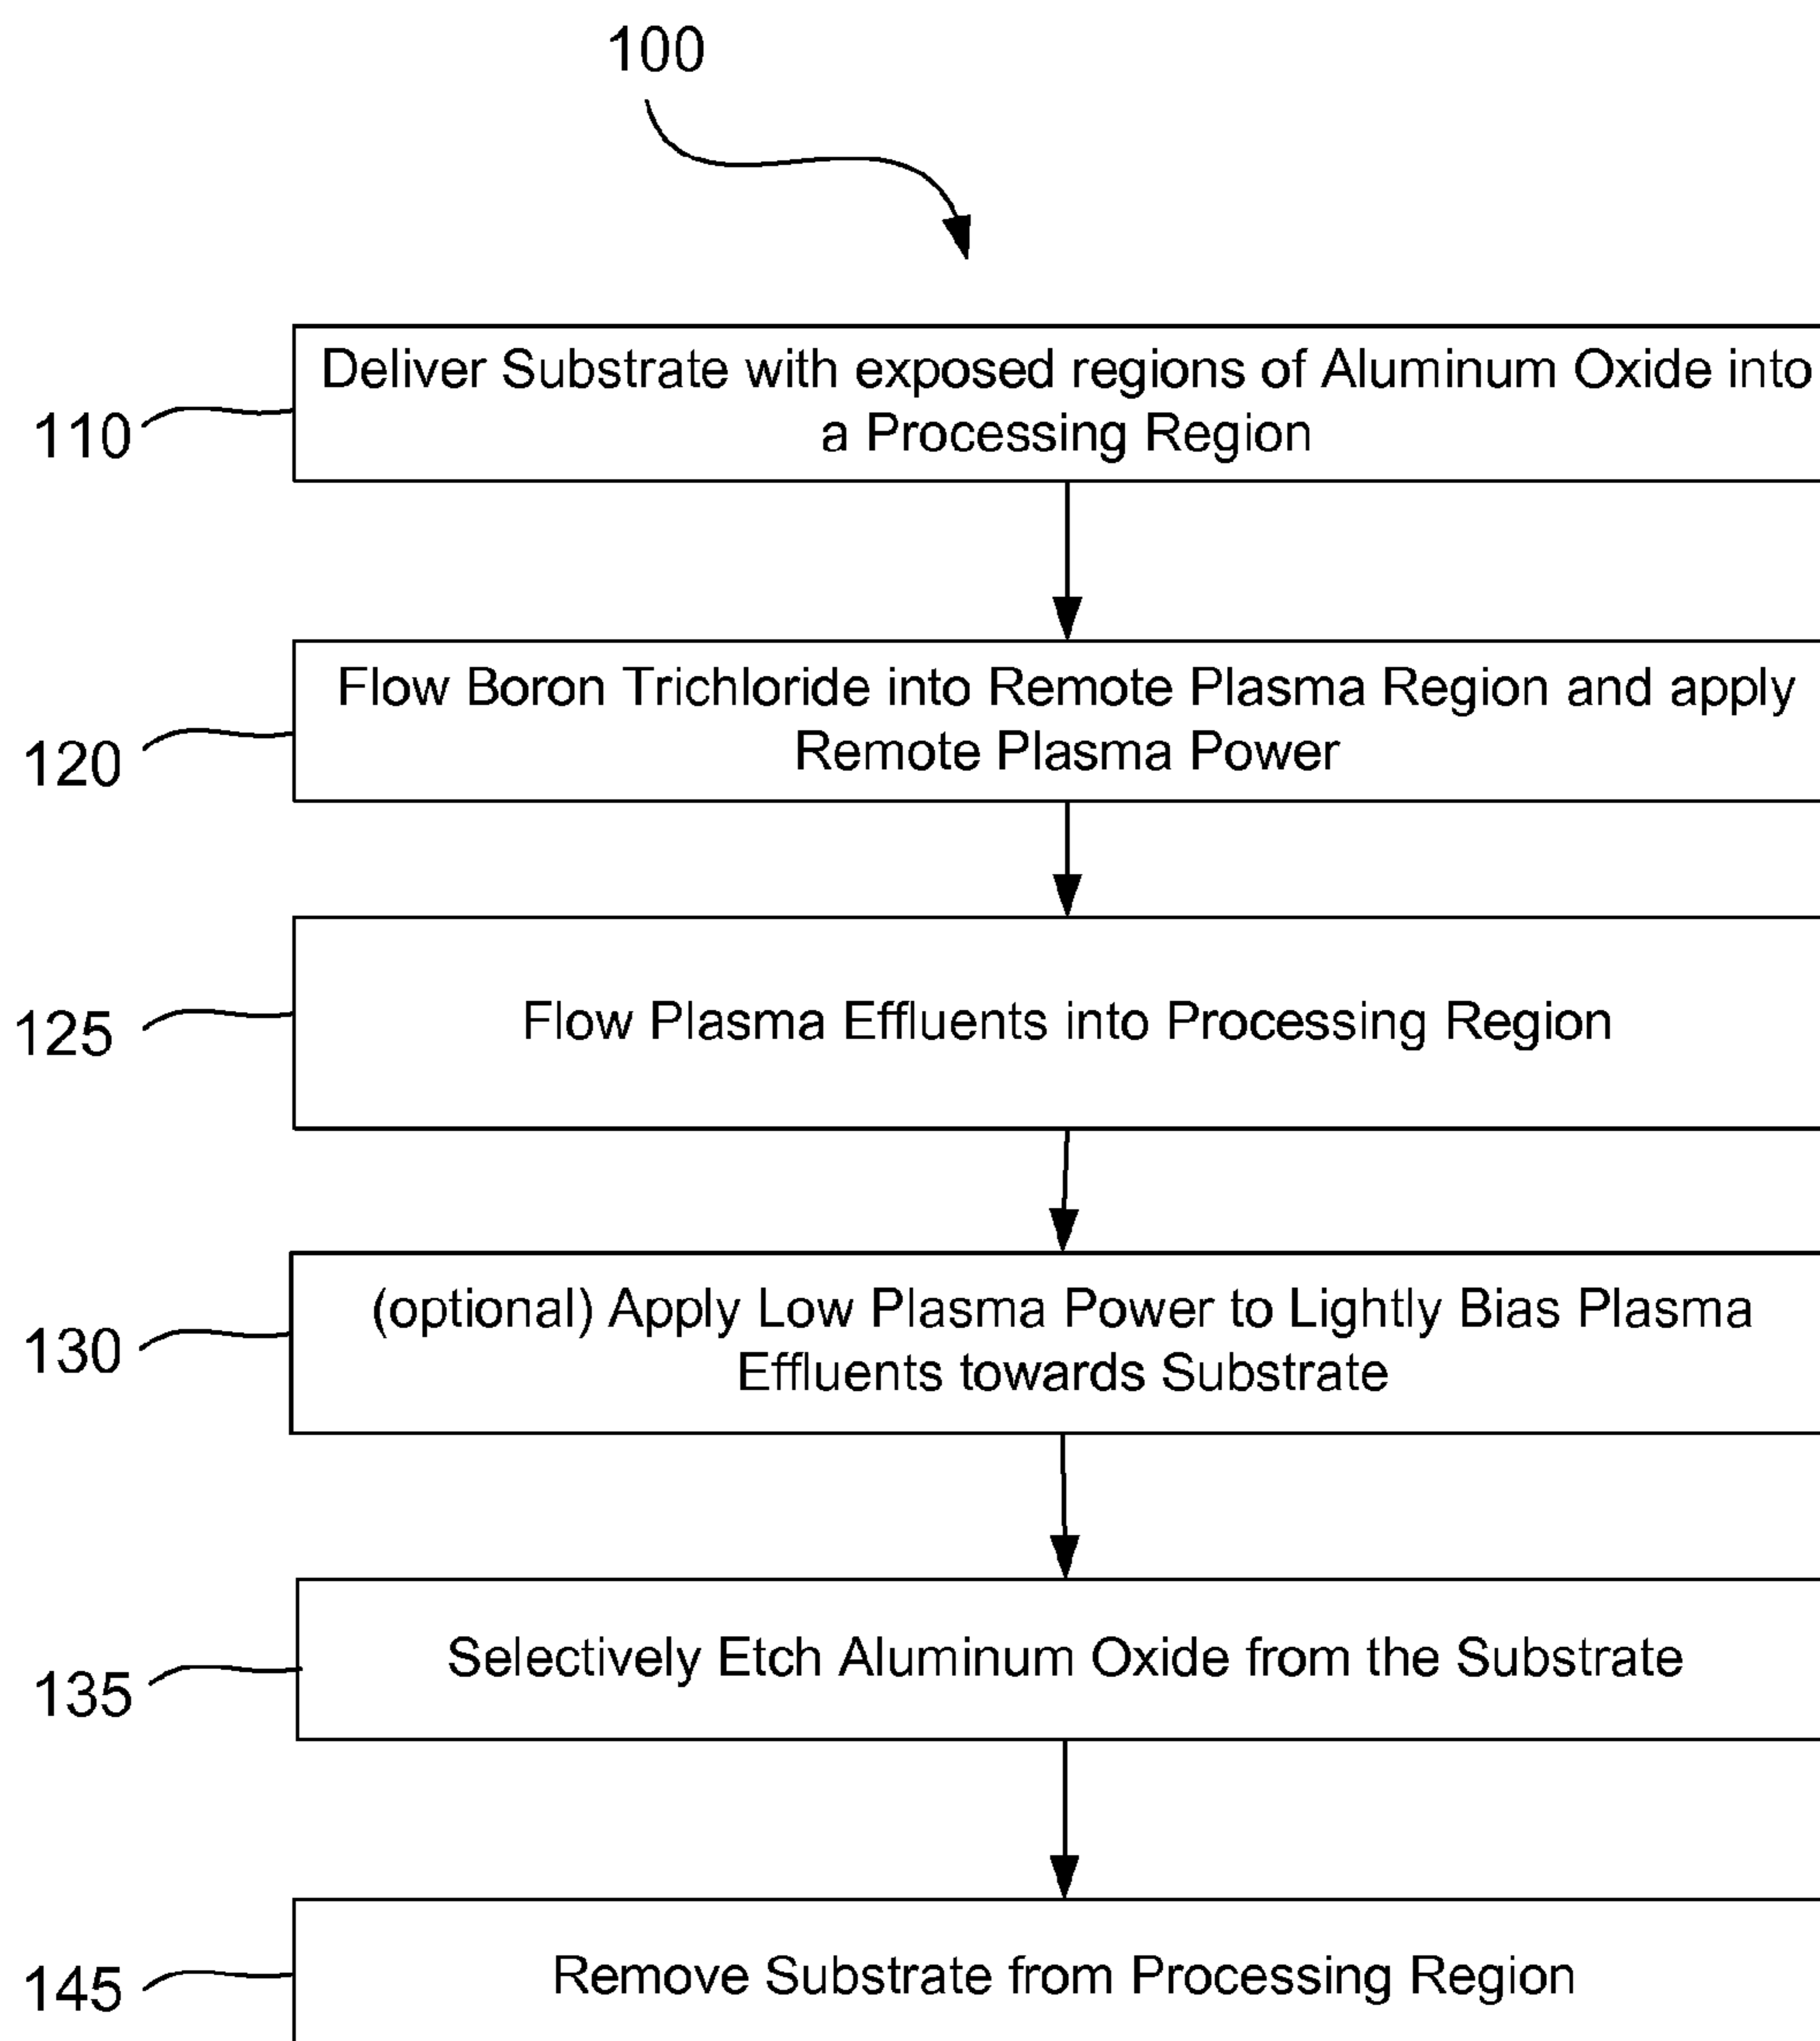 100
Deliver Substrate with exposed regions of Aluminum Oxide into
a Processing Region
110
Flow Boron Trichloride into Remote Plasma Region and apply
Remote Plasma Power
120
Flow Plasma Effluents into Processing Region
125
(optional) Apply Low Plasma Power to Lightly Bias Plasma
Effluents towards Substrate
130
Selectively Etch Aluminum Oxide from the Substrate
135
Remove Substrate from Processing Region
145